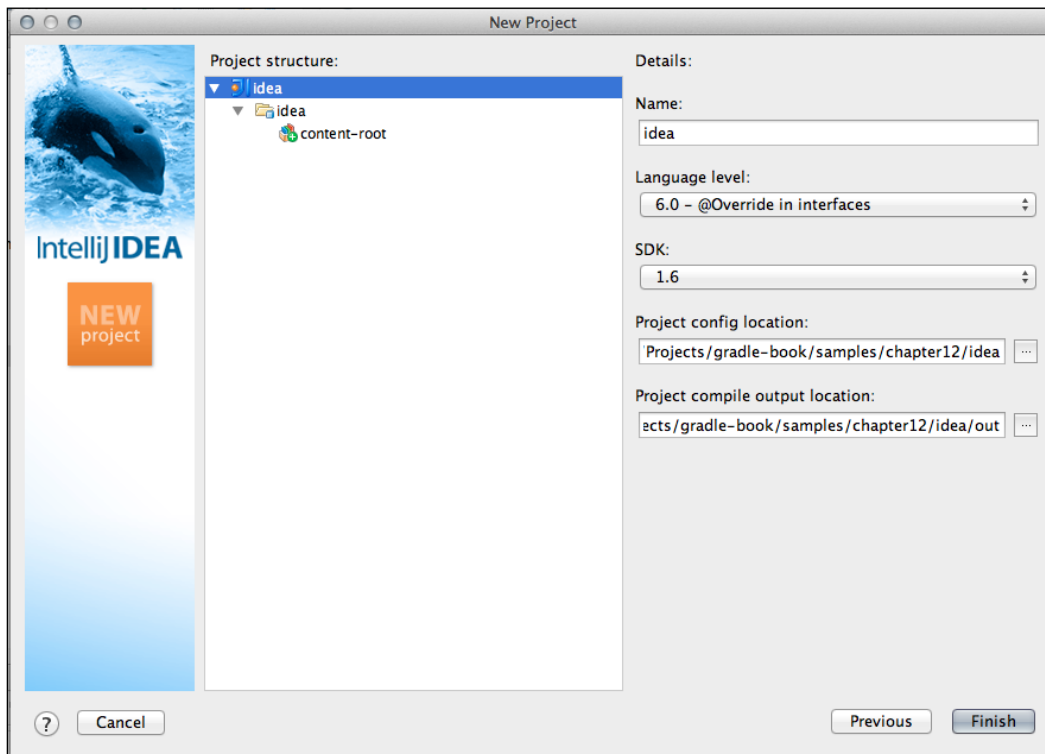 New Project
IntelliJ IDEA
NEW
project
Project structure:
idea
idea
content-root
Details:
Name:
idea
Language level:
6.0 - @Override in interfaces
SDK:
1.6
Project config location:
'Projects/gradle-book/samples/chapter12/idea
...
Project compile output location:
ects/gradle-book/samples/chapter12/idea/out
...
?
Cancel
Previous
Finish